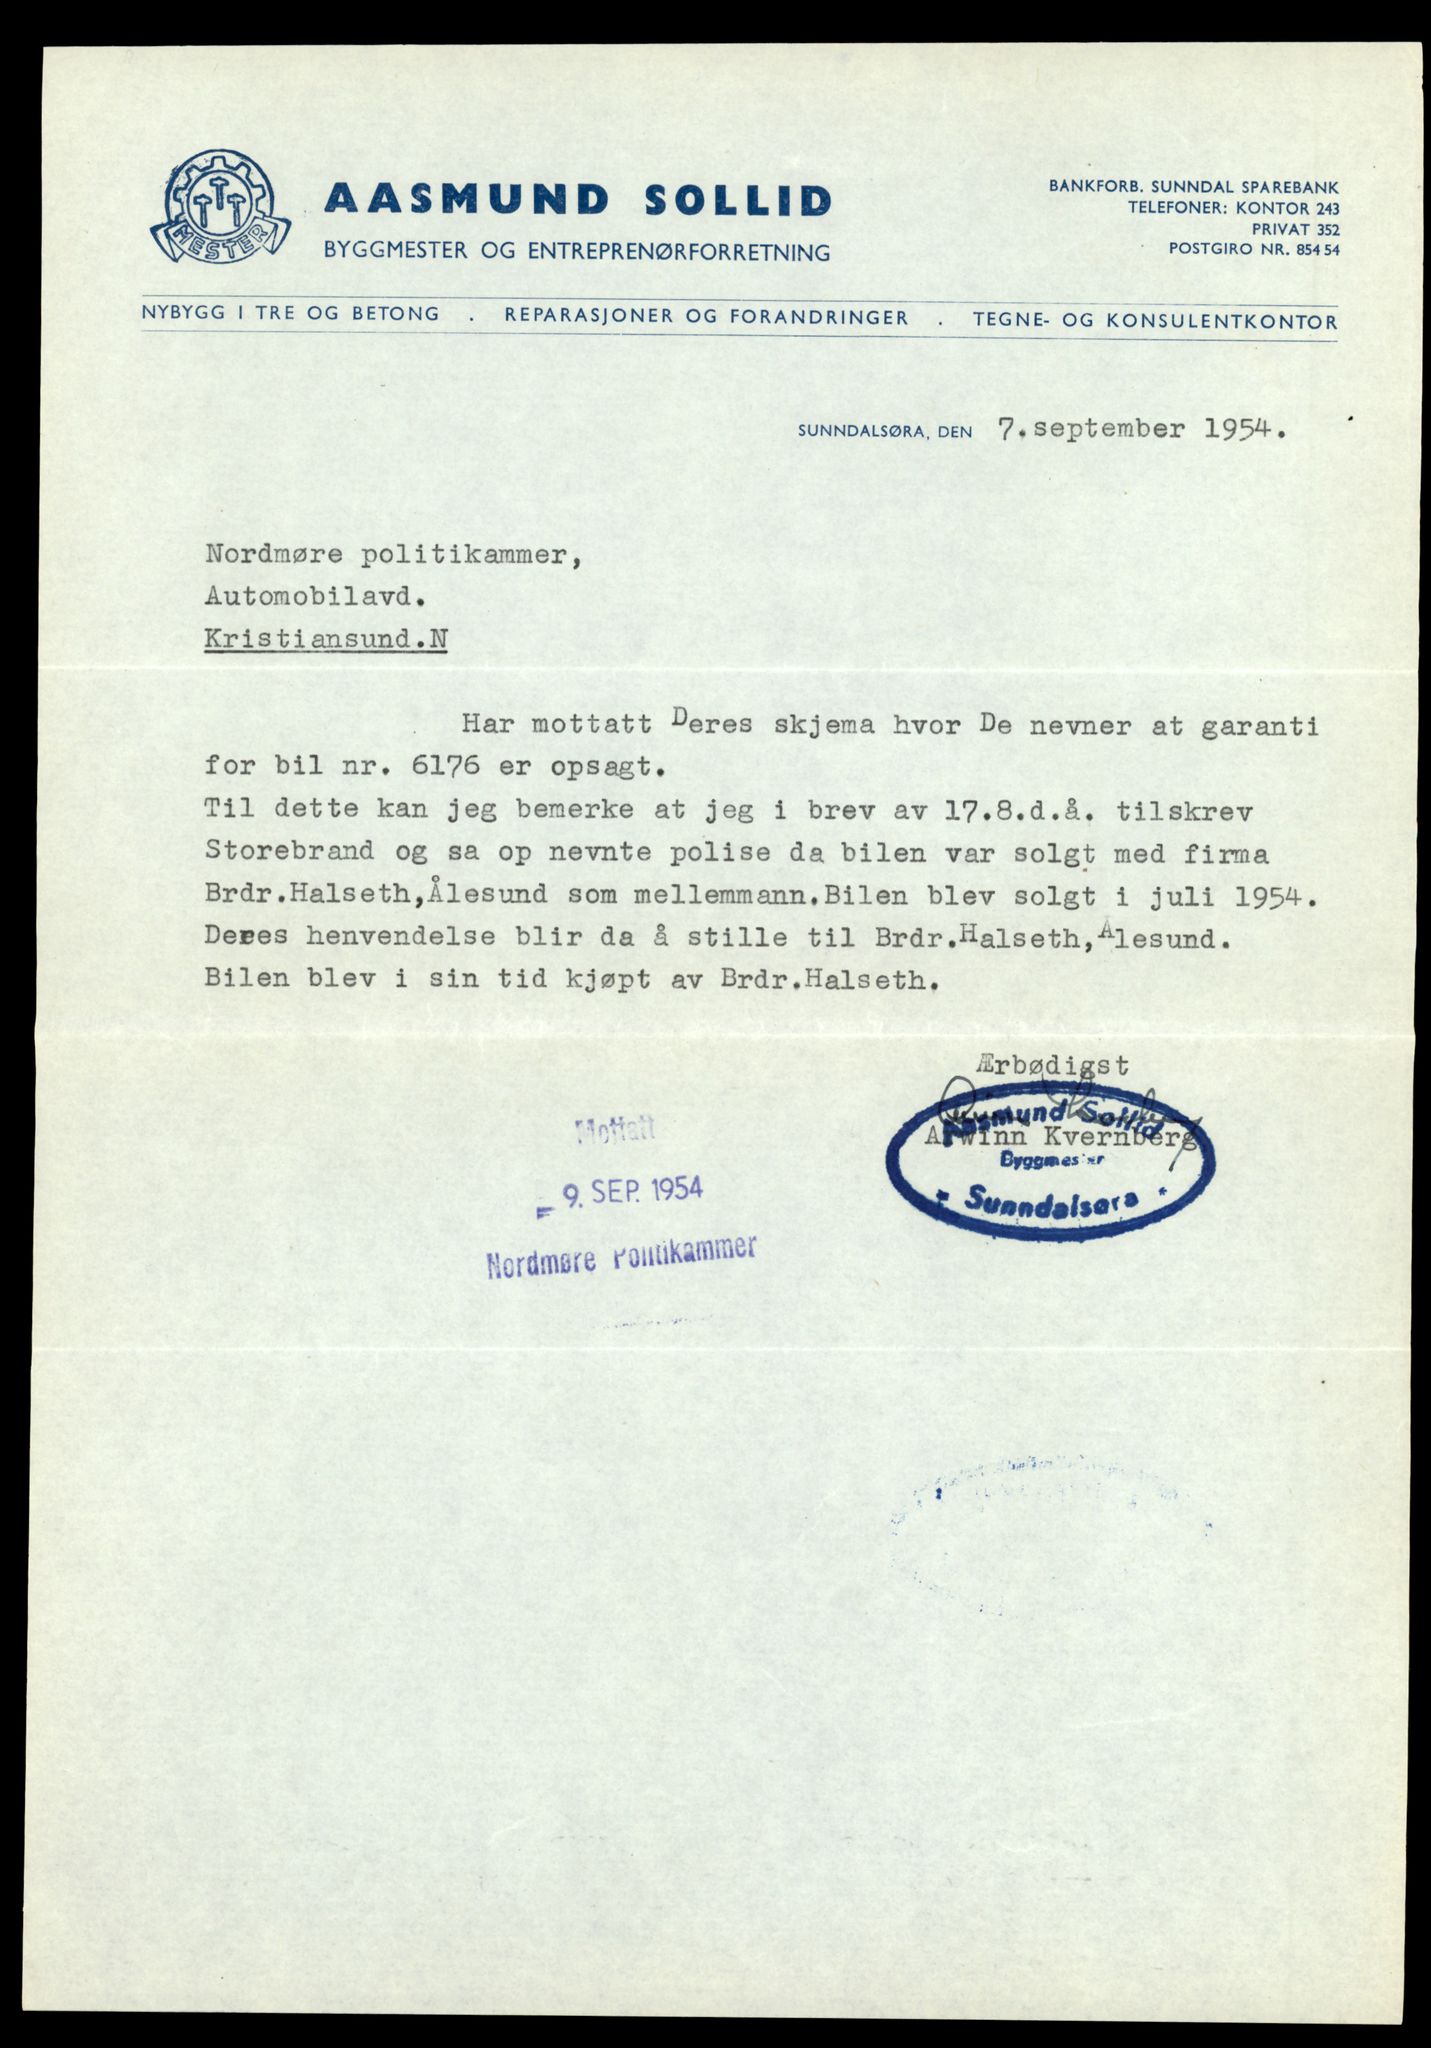 MESTER
AASMUND SOLLID
BYGGMESTER OG ENTREPRENØRFORRETNING
BANKFORB. SUNNDAL SPAREBANK
TELEFONER: KONTOR 243
PRIVAT 352
POSTGIRO NR. 85454
NYBYGG I TRE OG BETONG . REPARASJONER OG FORANDRINGER . TEGNE- OG KONSULENTKONTOR
SUNNDALSØRA, DEN 7.september 1954.
Nordmøre politikammer,
Automobilavd.
Kristiansund.N
Har mottatt Deres skjema hvor De nevner at garanti
for bil nr. 6176 er opsagt.
Til dette kan jeg bemerke at jeg i brev av 17.8.d.å. tilskrev
Storebrand og sa op nevnte polise da bilen var solgt med firma
Brdr.Halseth,Ålesund som mellemmann.Bilen blev solgt i juli 1954.
Deres henvendelse blir da å stille til Brdr.Halseth,Alesund.
Bilen blev i sin tid kjøpt av Brdr.Halseth.
Ærbødigst
Arwinn Kvernberg
Aasmund Sollid
Byggmester
Sunndalsøra
Mottatt
9. SEP. 1954
Nordmøre Politikammer